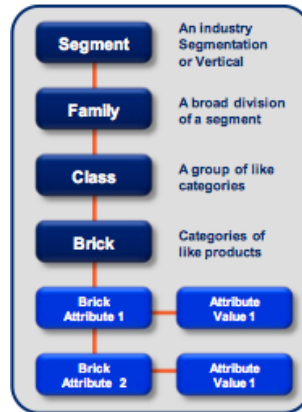 Segment
An industry
Segmentation
or Vertical
Family
A broad division
of a segment
Class
A group of like
categories
Brick
Categories of
like products
Brick
Attribute 1
Attribute
Value 1
Brick
Attribute 2
Attribute
Value 1